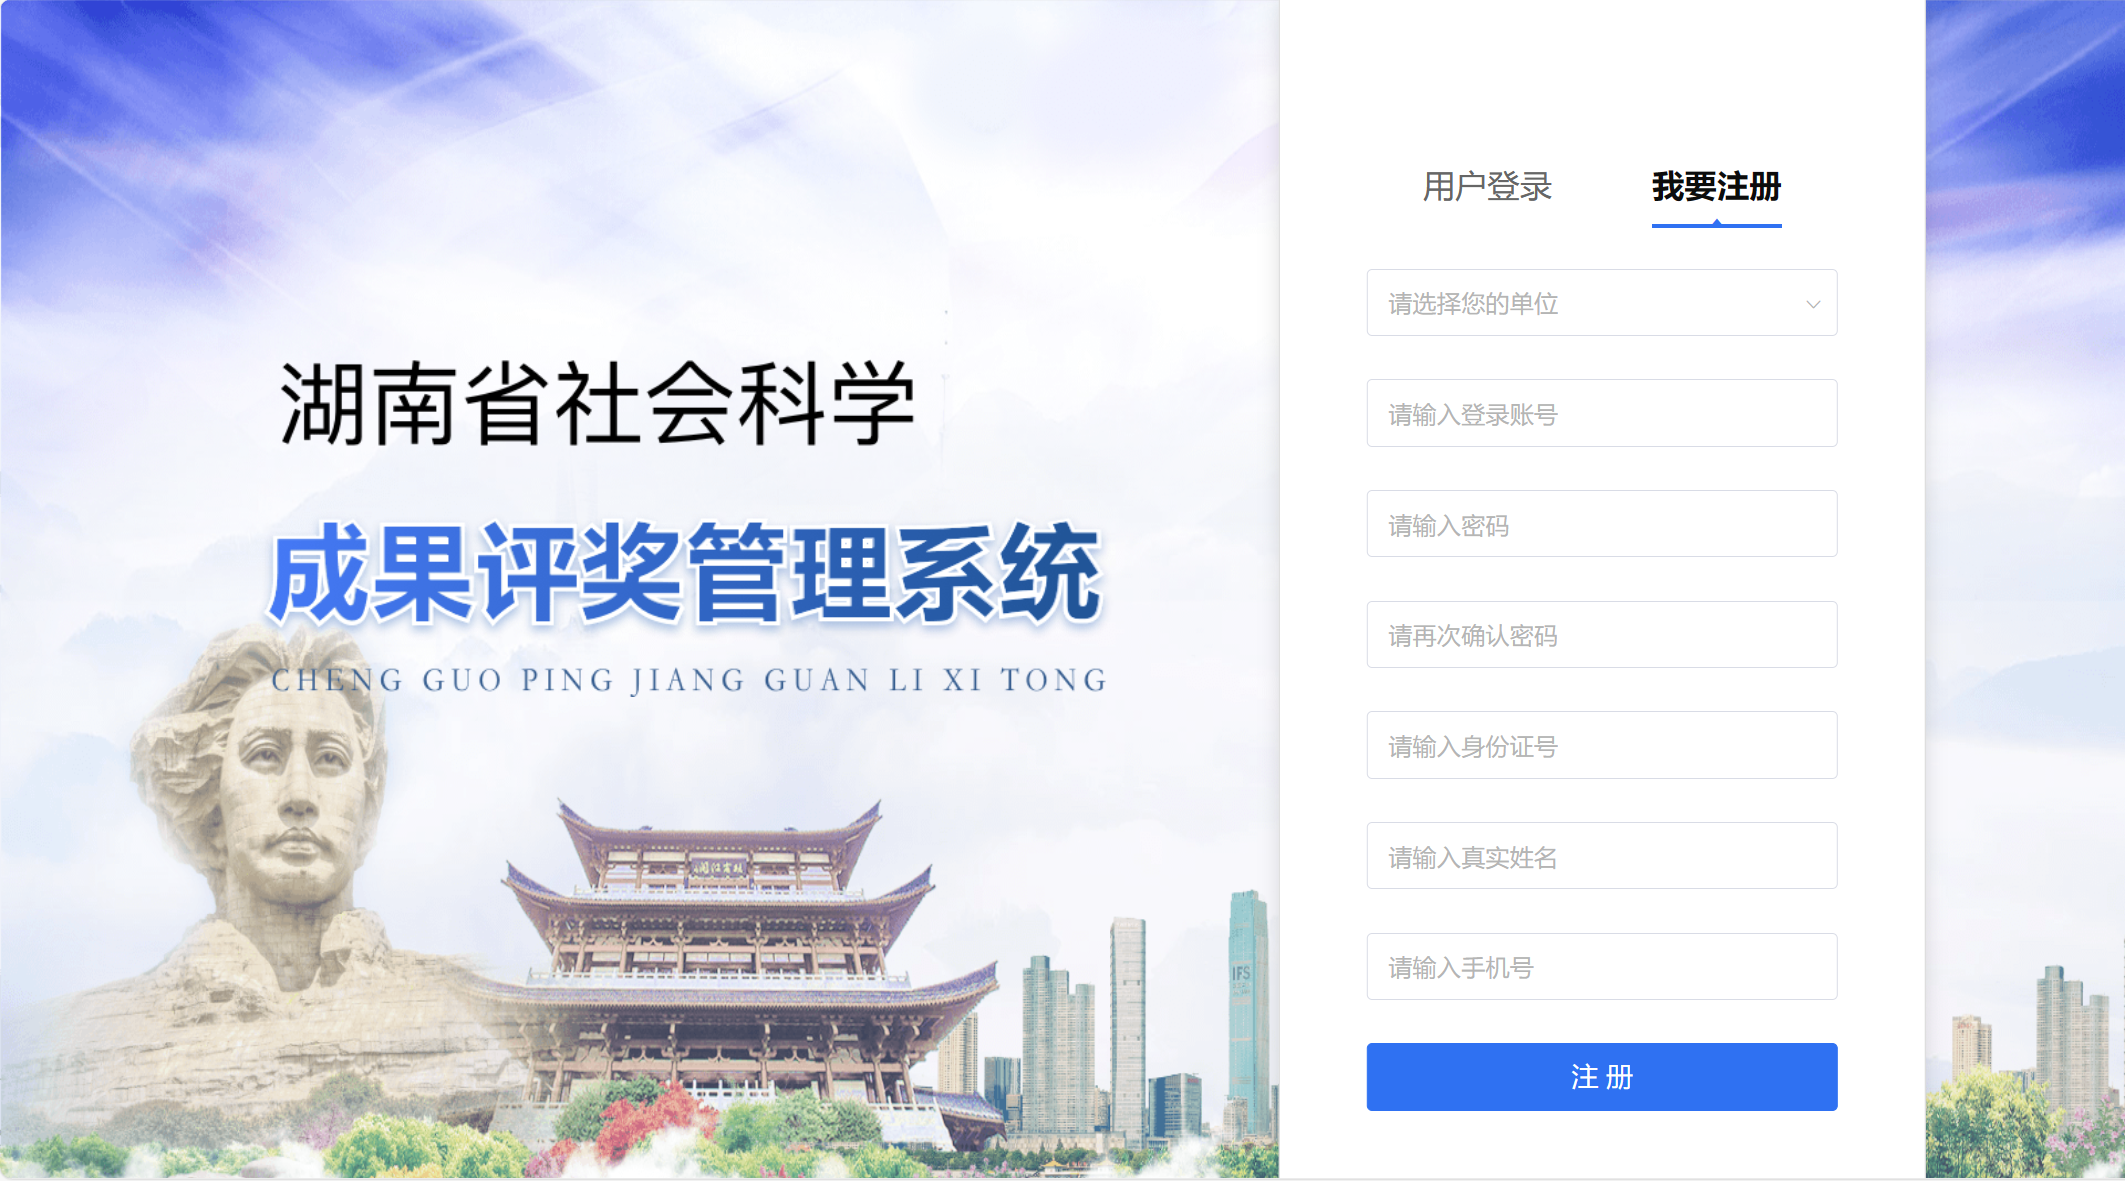 湖南省社会科学
成果评奖管理系统
CHENG GUO PING JIANG GUAN LI XI TONG
IFS
用户登录
我要注册
请选择您的单位
请输入登录账号
请输入密码
请再次确认密码
请输入身份证号
请输入真实姓名
请输入手机号
注 册